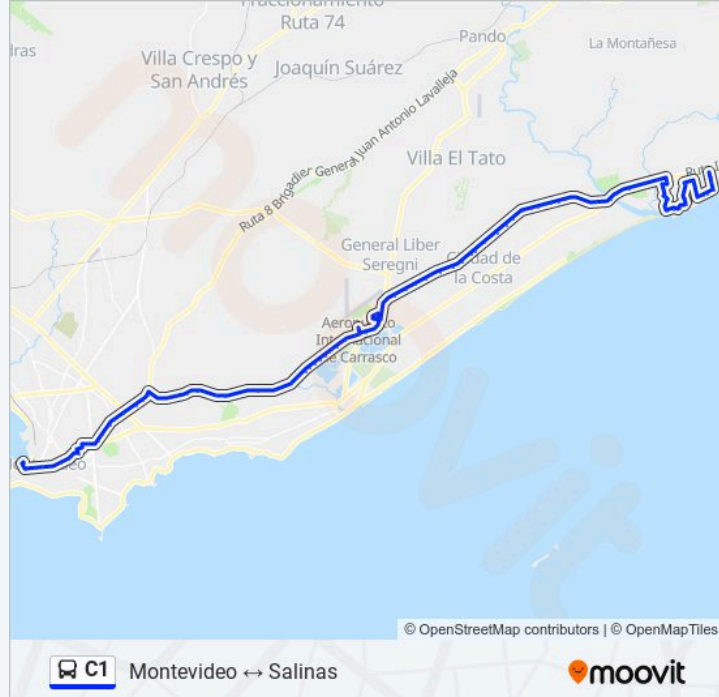 Fraccionamiento
Ruta 74
dras
Villa Crespo y
San Andrés
Joaquín Suárez
Pando
La Montañesa
Ruta 8 Brigadier General Juan Antonio Lavalleja
Villa El Tato
General Liber
Seregni
Ciudad de
la Costa
Aeropuerto
Internacional
de Carrasco
moovit
© OpenStreetMap contributors | © OpenMapTiles
C1
Montevideo ↔ Salinas
moovit